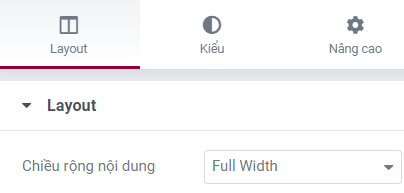 Layout
Kiểu
Nâng cao
Layout
Chiều rộng nội dung
Full Width